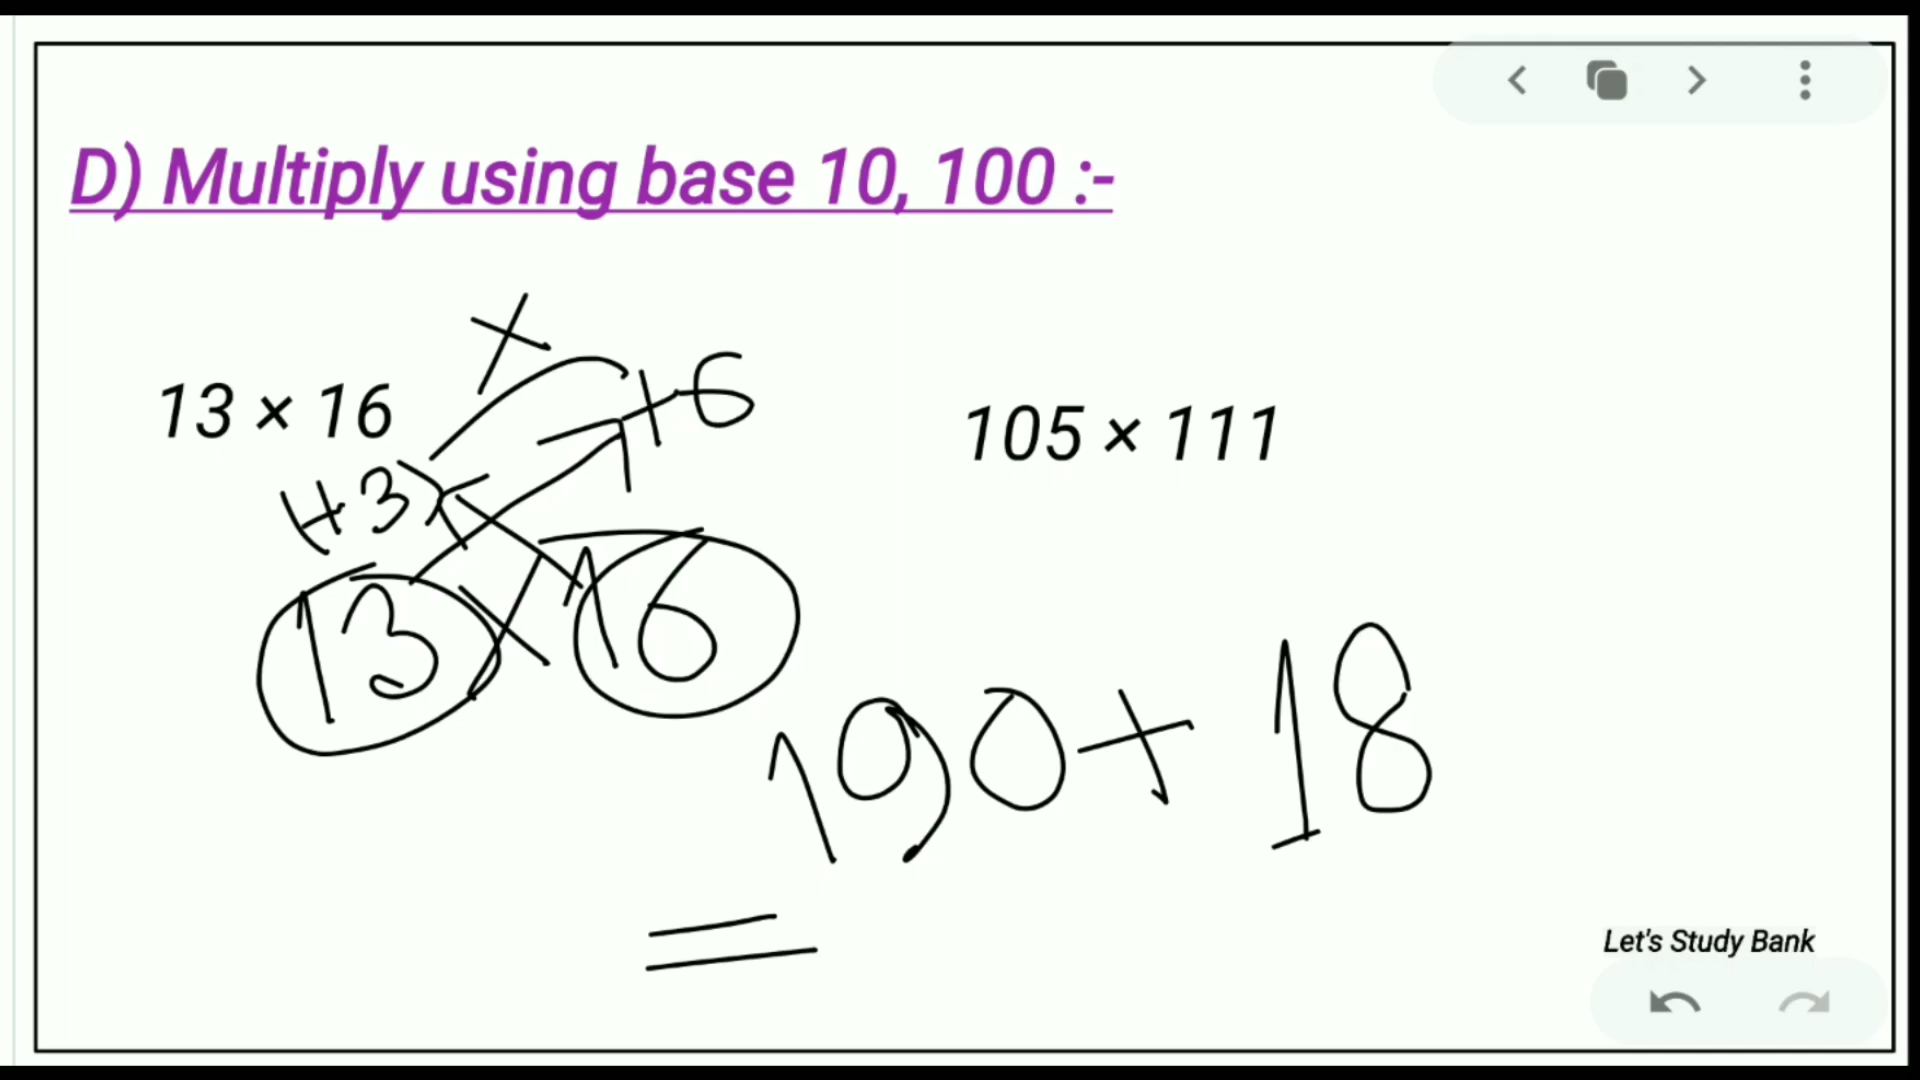 D) Multiply using base 10, 100 :-
13 × 16
105 × 111
+3
+6
×
13 × 16
190 + 18
=
Let's Study Bank